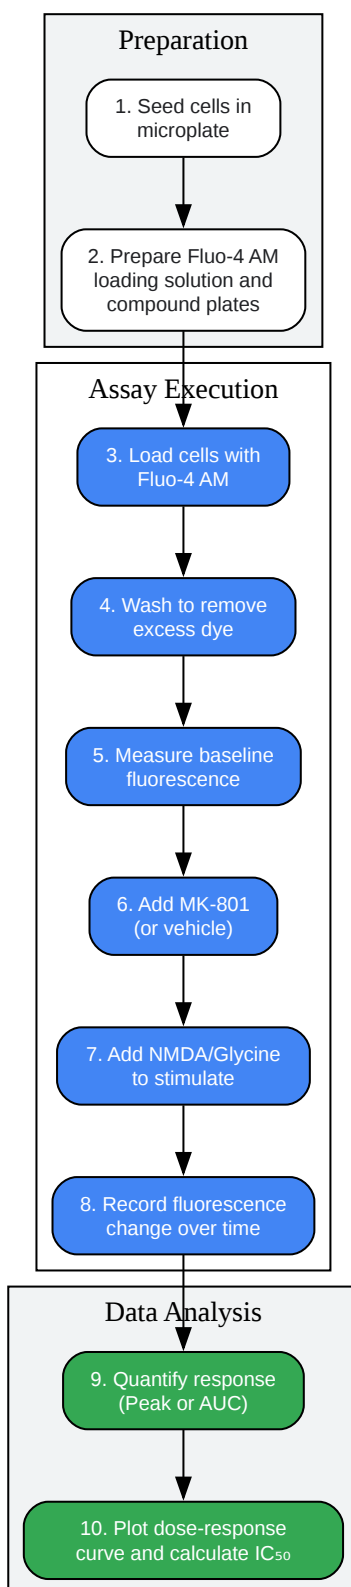 Preparation
1. Seed cells in
microplate
2. Prepare Fluo-4 AM
loading solution and
compound plates
Assay Execution
3. Load cells with
Fluo-4 AM
4. Wash to remove
excess dye
5. Measure baseline
fluorescence
6. Add MK-801
(or vehicle)
7. Add NMDA/Glycine
to stimulate
8. Record fluorescence
change over time
Data Analysis
9. Quantify response
(Peak or AUC)
10. Plot dose-response
curve and calculate IC₅₀